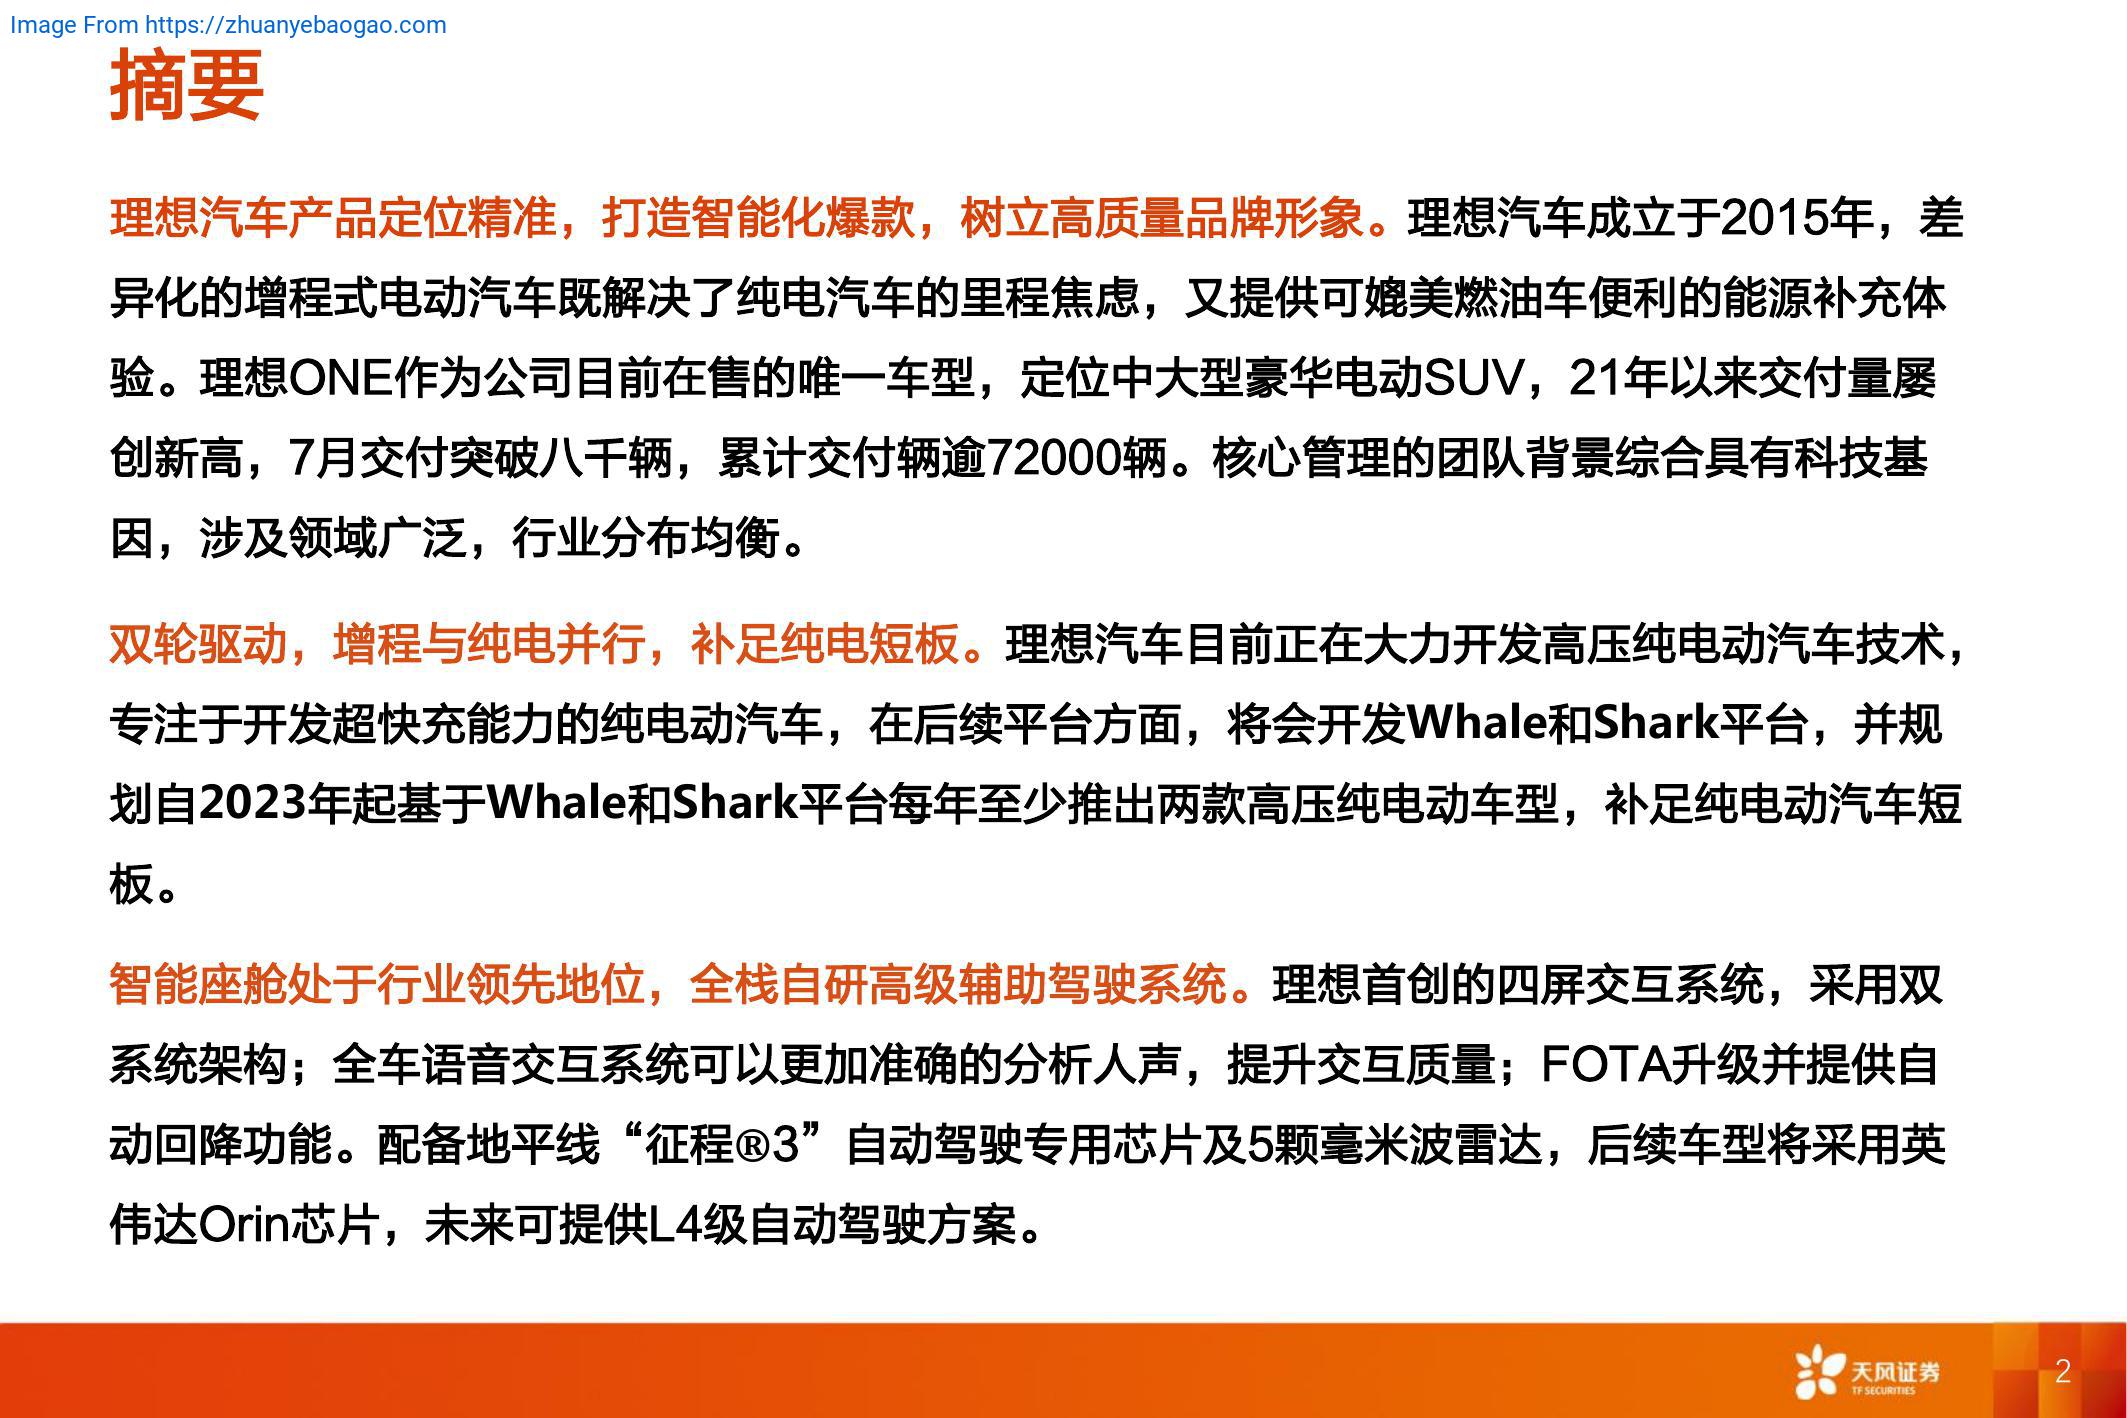 Image From https://zhuanyebaogao.com
摘要
理想汽车产品定位精准，打造智能化爆款，树立高质量品牌形象。理想汽车成立于2015年，差
异化的增程式电动汽车既解决了纯电汽车的里程焦虑，又提供可媲美燃油车便利的能源补充体
验。理想ONE作为公司目前在售的唯一车型，定位中大型豪华电动SUV，21年以来交付量屡
创新高，7月交付突破八千辆，累计交付辆逾72000辆。核心管理的团队背景综合具有科技基
因，涉及领域广泛，行业分布均衡。
双轮驱动，增程与纯电并行，补足纯电短板。理想汽车目前正在大力开发高压纯电动汽车技术，
专注于开发超快充能力的纯电动汽车，在后续平台方面，将会开发Whale和Shark平台，并规
划自2023年起基于Whale和Shark平台每年至少推出两款高压纯电动车型，补足纯电动汽车短
板。
智能座舱处于行业领先地位，全栈自研高级辅助驾驶系统。理想首创的四屏交互系统，采用双
系统架构；全车语音交互系统可以更加准确的分析人声，提升交互质量；FOTA升级并提供自
动回降功能。配备地平线“征程®3”自动驾驶专用芯片及5颗毫米波雷达，后续车型将采用英
伟达Orin芯片，未来可提供L4级自动驾驶方案。
天风证券
TF SECURITIES
2